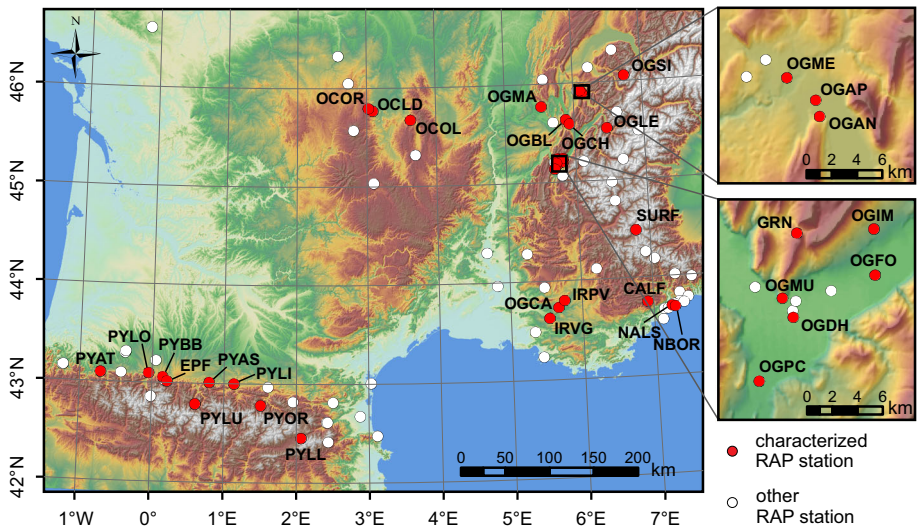 N
46°N
45°N
44°N
43°N
42°N
1°W
0°
1°E
2°E
3°E
4°E
5°E
6°E
7°E
OGSI
OGMA
OCOR
OCLD
OCOL
OGBL
OGCH
OGLE
SURF
CALF
IRPV
OGCA
IRVG
NALS
NBOR
PYLO
PYBB
PYAT
EPF
PYAS
PYLI
PYLU
PYOR
PYLL
0 50 100 150 200
km
OGME
OGAP
OGAN
0 2 4 6
km
GRN
OGIM
OGFO
OGMU
OGDH
OGPC
0 2 4 6
km
characterized
RAP station
other
RAP station